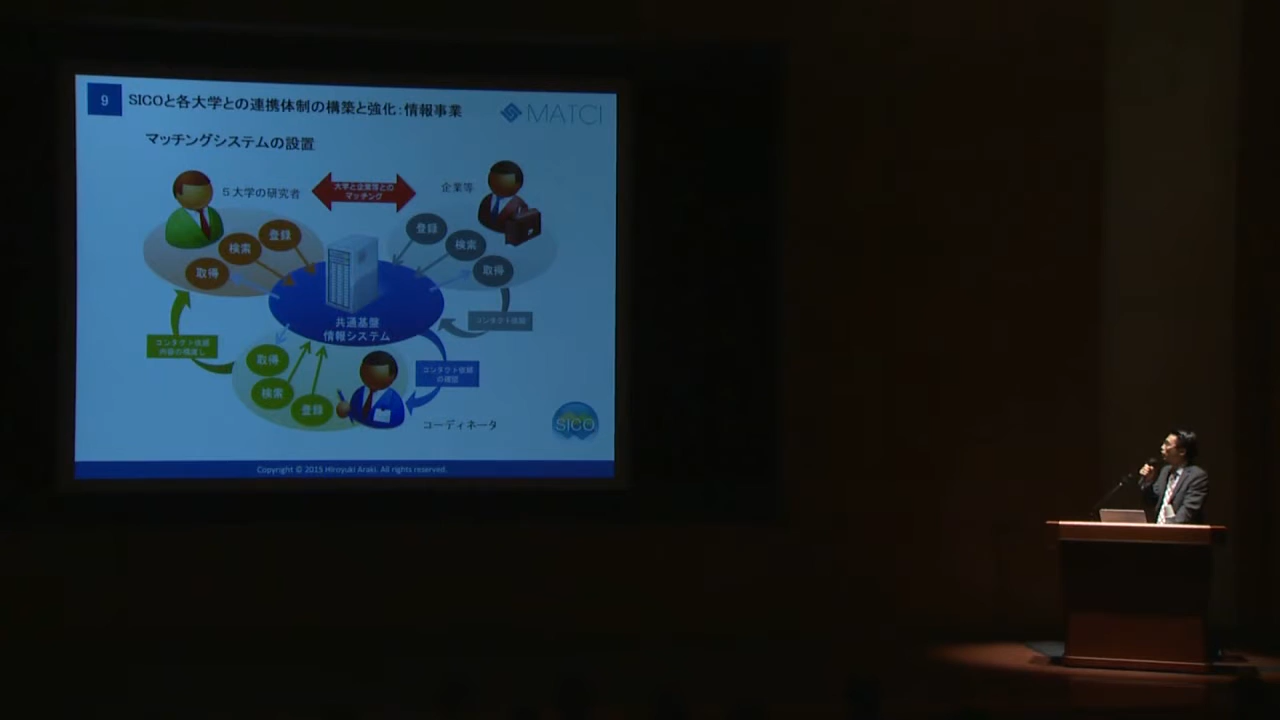 9
SICOと各大学との連携体制の構築と強化：情報事業
MATCI
マッチングシステムの設置
５大学の研究者
大学と企業等との
マッチング
企業等
登録
検索
取得
登録
検索
取得
共通基盤
情報システム
コンタクト依頼
コンタクト依頼
内容の橋渡し
コンタクト依頼
の確認
取得
検索
登録
コーディネータ
SICO
Copyright © 2015 Hiroyuki Araki. All rights reserved.